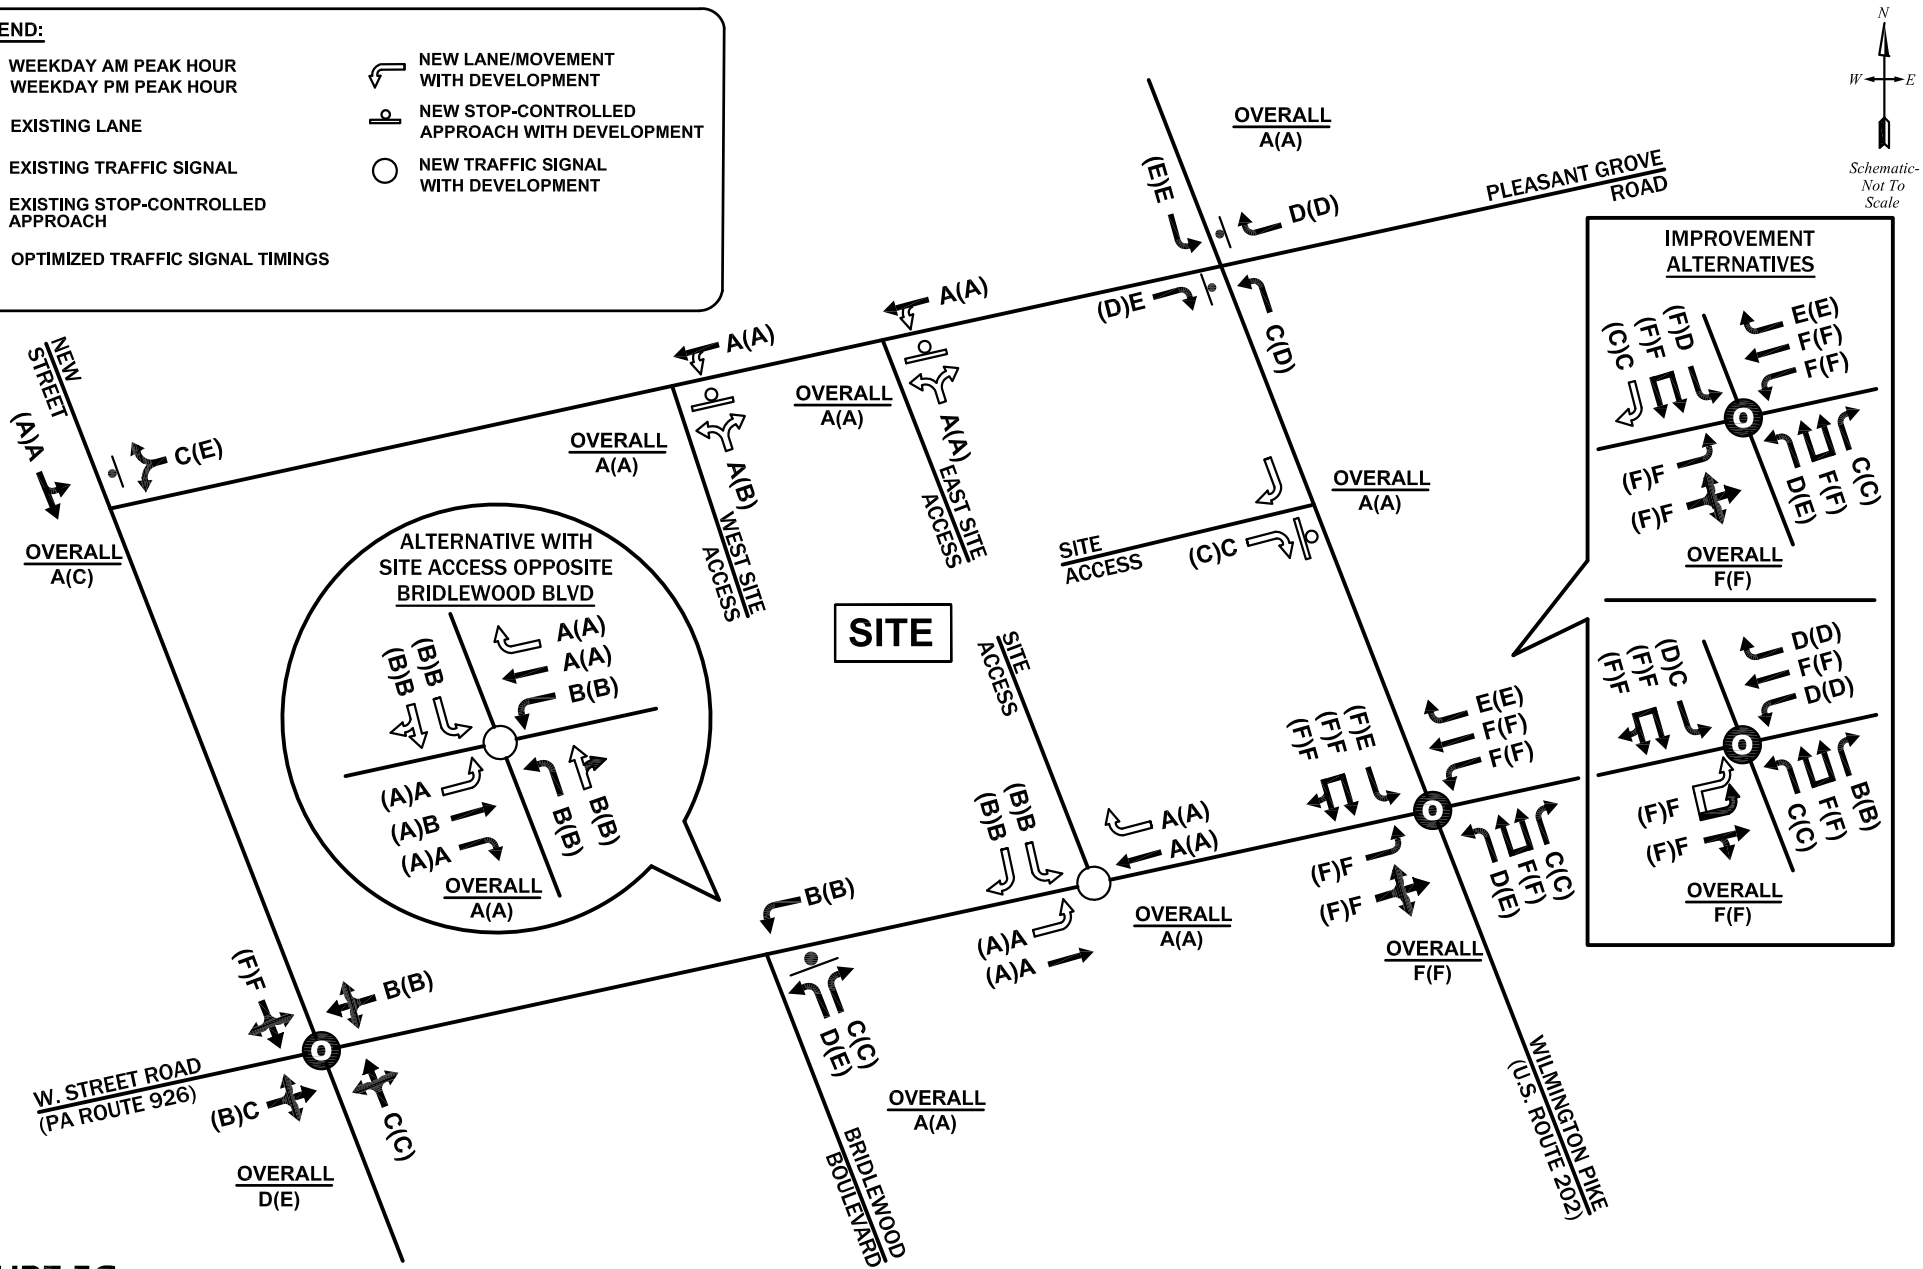 END:
WEEKDAY AM PEAK HOUR
WEEKDAY PM PEAK HOUR
EXISTING LANE
EXISTING TRAFFIC SIGNAL
EXISTING STOP-CONTROLLED
APPROACH
OPTIMIZED TRAFFIC SIGNAL TIMINGS
NEW LANE/MOVEMENT
WITH DEVELOPMENT
NEW STOP-CONTROLLED
APPROACH WITH DEVELOPMENT
NEW TRAFFIC SIGNAL
WITH DEVELOPMENT
N
W
E
Schematic-
Not To
Scale
OVERALL
A(A)
PLEASANT GROVE
ROAD
(E)E
D(D)
(D)E
C(D)
A(A)
A(A)
OVERALL
A(A)
OVERALL
A(A)
A(A)
EAST SITE
ACCESS
A(B)
WEST SITE
ACCESS
NEW
STREET
(A)A
C(E)
OVERALL
A(C)
OVERALL
A(A)
SITE
ACCESS
(C)C
SITE
SITE
ACCESS
ALTERNATIVE WITH
SITE ACCESS OPPOSITE
BRIDLEWOOD BLVD
(B)B
(B)B
A(A)
A(A)
B(B)
(A)A
(A)B
(A)A
B(B)
B(B)
OVERALL
A(A)
IMPROVEMENT
ALTERNATIVES
(C)C
(F)F
(F)D
E(E)
F(F)
F(F)
(F)F
(F)F
D(E)
F(F)
C(C)
OVERALL
F(F)
(F)F
(F)F
(D)C
D(D)
F(F)
D(D)
(F)F
(F)F
C(C)
F(F)
B(B)
OVERALL
F(F)
(F)F
(F)F
(F)E
E(E)
F(F)
F(F)
(F)F
(F)F
D(E)
F(F)
C(C)
OVERALL
F(F)
(B)B
(B)B
A(A)
A(A)
(A)A
(A)A
OVERALL
A(A)
B(B)
D(E)
C(C)
OVERALL
A(A)
BRIDLEWOOD
BOULEVARD
WILMINGTON PIKE
(U.S. ROUTE 202)
(F)F
B(B)
(B)C
C(C)
OVERALL
D(E)
W. STREET ROAD
(PA ROUTE 926)